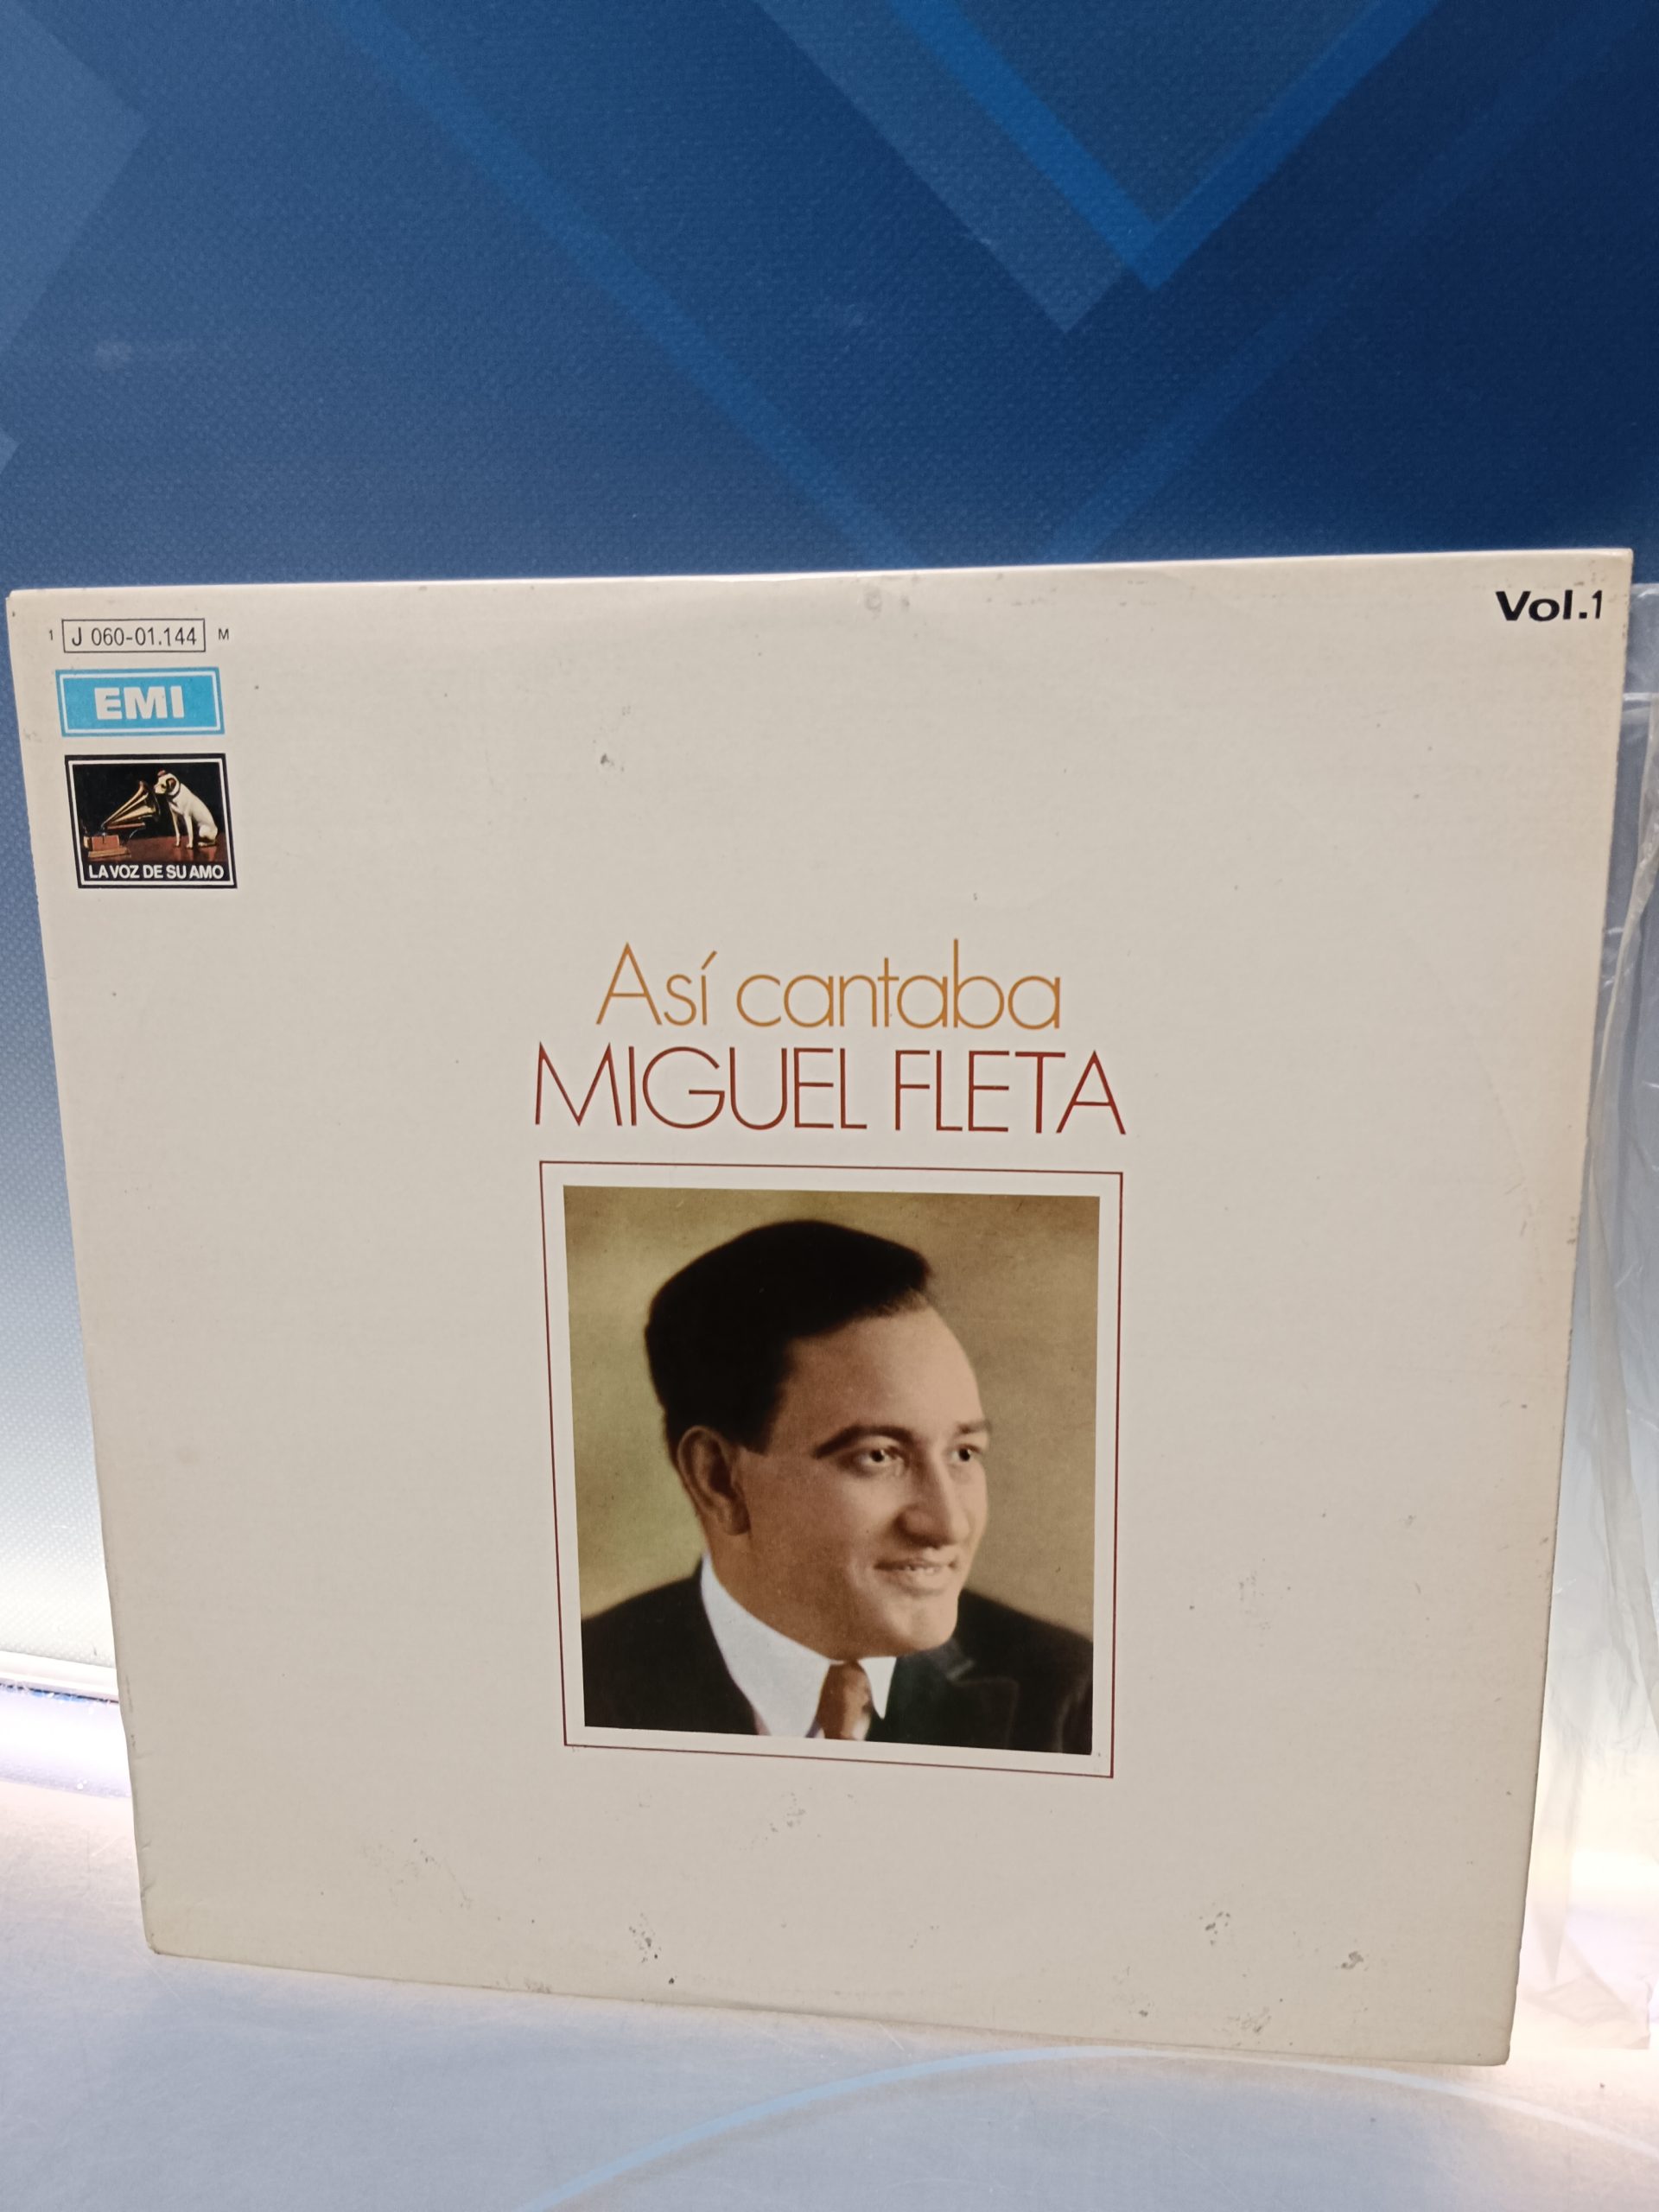 1 J 060-01.144 M
Vol.1
EMI
LA VOZ DE SU AMO
Así cantaba
MIGUEL FLETA